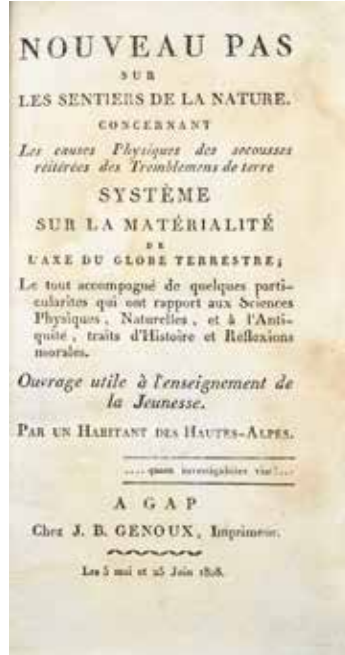 NOUVEAU PAS
SUR
LES SENTIERS DE LA NATURE.
CONCERNANT
Les causes Physiques des secousses
réitérées des Tremblemens de terre
SYSTÈME
SUR LA MATÉRIALITÉ
DE
L'AXE DU GLOBE TERRESTRE;
Le tout accompagné de quelques parti-
cularités qui ont rapport aux Sciences
Physiques, Naturelles, et à l'Anti-
quité, traits d'Histoire et Réflexions
morales.
Ouvrage utile à l'enseignement de
la Jeunesse.
PAR UN HABITANT DES HAUTES-ALPES.
....quam investigabiles viæ!...
A GAP
Chez J. B. GENOUX, Imprimeur.
Les 5 mai et 25 Juin 1808.